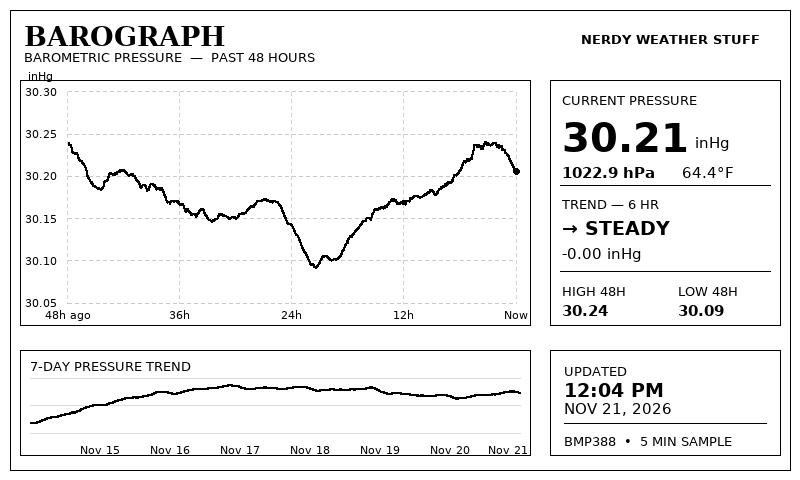 BAROGRAPH
BAROMETRIC PRESSURE — PAST 48 HOURS
NERDY WEATHER STUFF
inHg
30.30
30.25
30.20
30.15
30.10
30.05
48h ago 36h 24h 12h Now
CURRENT PRESSURE
30.21 inHg
1022.9 hPa 64.4°F
TREND — 6 HR
→ STEADY
-0.00 inHg
HIGH 48H LOW 48H
30.24 30.09
7-DAY PRESSURE TREND
Nov 15 Nov 16 Nov 17 Nov 18 Nov 19 Nov 20 Nov 21
UPDATED
12:04 PM
NOV 21, 2026
BMP388 • 5 MIN SAMPLE